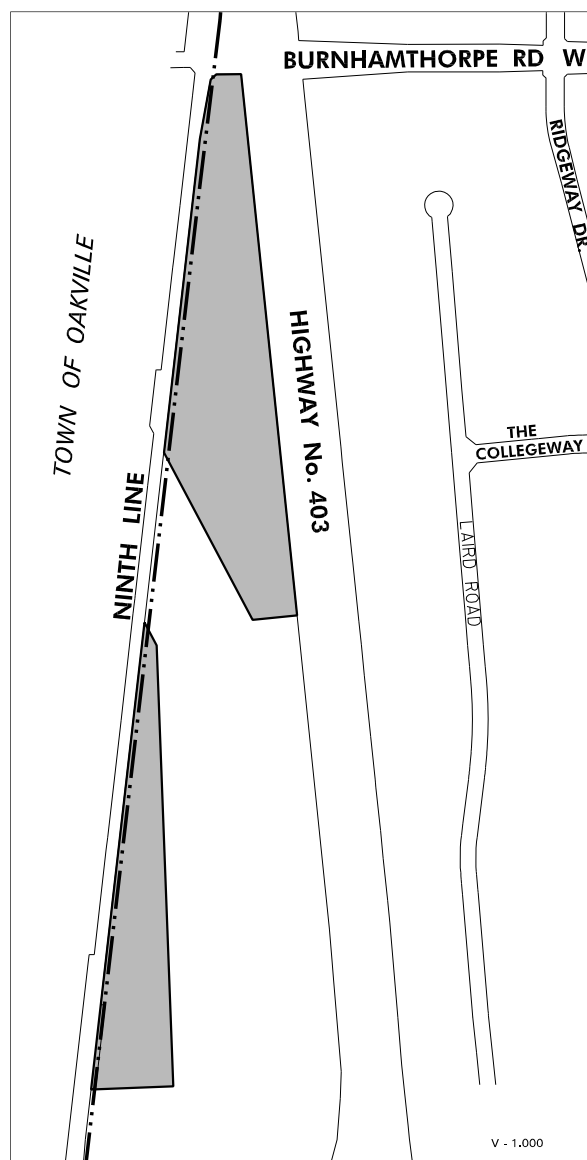 BURNHAMTHORPE RD W
RIDGEWAY DR.
TOWN OF OAKVILLE
HIGHWAY No. 403
THE
COLLEGEWAY
NINTH LINE
LAIRD ROAD
V - 1.000